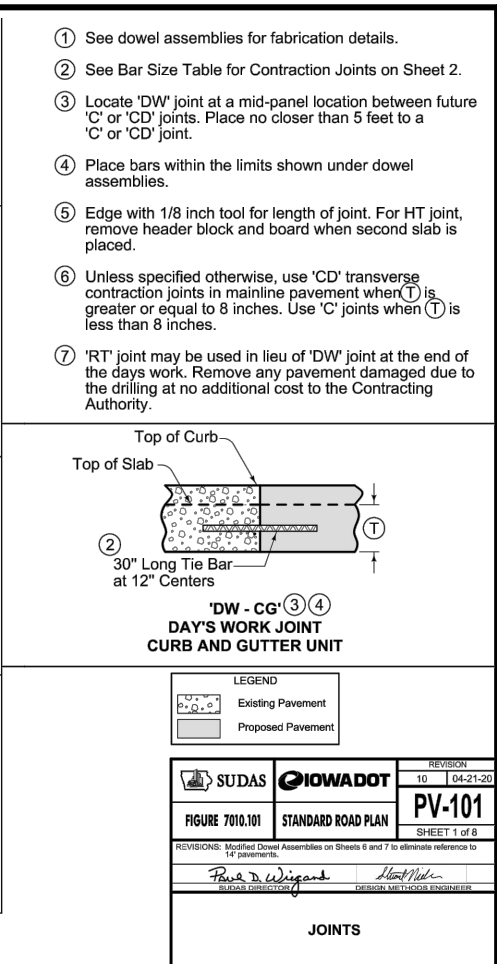 ① See dowel assemblies for fabrication details.
② See Bar Size Table for Contraction Joints on Sheet 2.
③ Locate 'DW' joint at a mid-panel location between future
'C' or 'CD' joints. Place no closer than 5 feet to a
'C' or 'CD' joint.
④ Place bars within the limits shown under dowel
assemblies.
⑤ Edge with 1/8 inch tool for length of joint. For HT joint,
remove header block and board when second slab is
placed.
⑥ Unless specified otherwise, use 'CD' transverse
contraction joints in mainline pavement when Ⓣ is
greater or equal to 8 inches. Use 'C' joints when Ⓣ is
less than 8 inches.
⑦ 'RT' joint may be used in lieu of 'DW' joint at the end of
the days work. Remove any pavement damaged due to
the drilling at no additional cost to the Contracting
Authority.
Top of Curb
Top of Slab
Ⓣ
②
30" Long Tie Bar
at 12" Centers
'DW - CG' ③ ④
DAY'S WORK JOINT
CURB AND GUTTER UNIT
LEGEND
Existing Pavement
Proposed Pavement
SUDAS
IOWADOT
REVISION
10 04-21-20
FIGURE 7010.101
STANDARD ROAD PLAN
PV-101
SHEET 1 of 8
REVISIONS: Modified Dowel Assemblies on Sheets 6 and 7 to eliminate reference to
14' pavements.
Paul D. Wiegand
SUDAS DIRECTOR
DESIGN METHODS ENGINEER
JOINTS